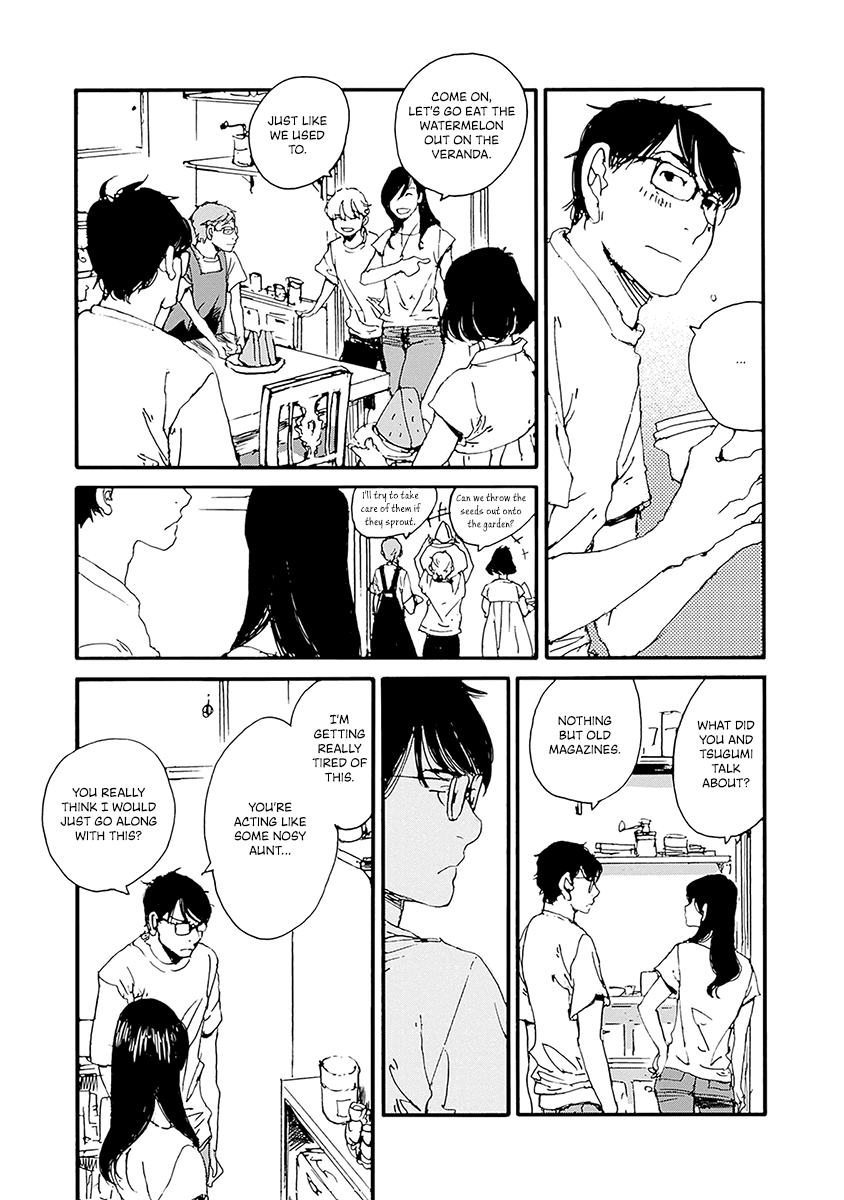 ...
COME ON,
LET'S GO EAT THE
WATERMELON
OUT ON THE
VERANDA.
JUST LIKE
WE USED
TO.
Can we throw the
seeds out onto
the garden?
I'll try to take
care of them if
they sprout.
WHAT DID
YOU AND
TSUGUMI
TALK
ABOUT?
NOTHING
BUT OLD
MAGAZINES.
I'M
GETTING
REALLY
TIRED OF
THIS.
YOU'RE
ACTING LIKE
SOME NOSY
AUNT...
YOU REALLY
THINK I WOULD
JUST GO ALONG
WITH THIS?